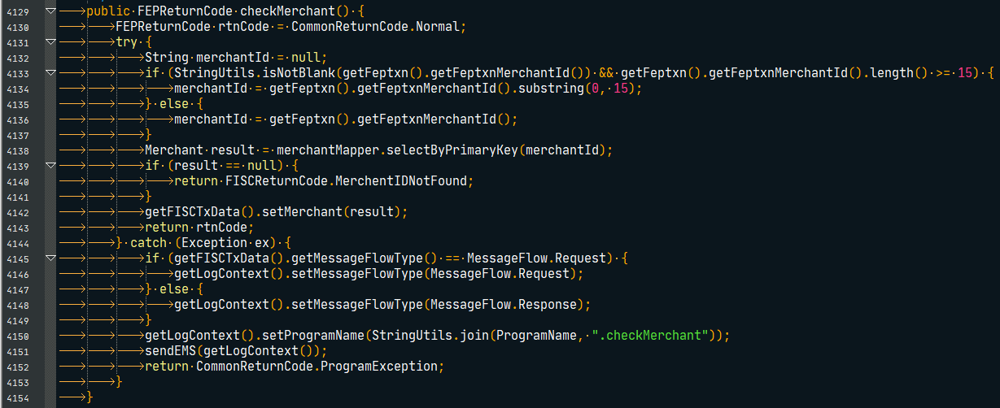 4129 public FEPReturnCode checkMerchant() {
4130 FEPReturnCode rtnCode = CommonReturnCode.Normal;
4131 try {
4132 String merchantId = null;
4133 if (StringUtils.isNotBlank(getFeptxn().getFeptxnMerchantId()) && getFeptxn().getFeptxnMerchantId().length() >= 15) {
4134 merchantId = getFeptxn().getFeptxnMerchantId().substring(0, 15);
4135 } else {
4136 merchantId = getFeptxn().getFeptxnMerchantId();
4137 }
4138 Merchant result = merchantMapper.selectByPrimaryKey(merchantId);
4139 if (result == null) {
4140 return FISCReturnCode.MerchentIDNotFound;
4141 }
4142 getFISCTxData().setMerchant(result);
4143 return rtnCode;
4144 } catch (Exception ex) {
4145 if (getFISCTxData().getMessageFlowType() == MessageFlow.Request) {
4146 getLogContext().setMessageFlowType(MessageFlow.Request);
4147 } else {
4148 getLogContext().setMessageFlowType(MessageFlow.Response);
4149 }
4150 getLogContext().setProgramName(StringUtils.join(ProgramName, ".checkMerchant"));
4151 sendEMS(getLogContext());
4152 return CommonReturnCode.ProgramException;
4153 }
4154 }